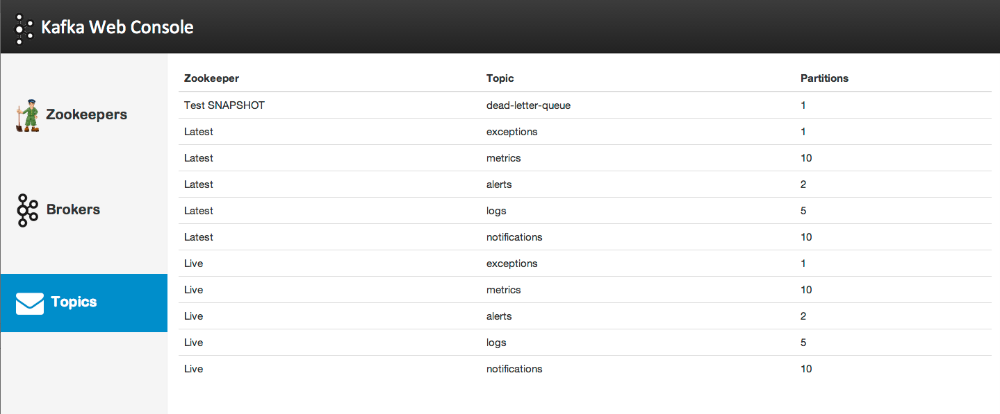 Kafka Web Console
Zookeepers
Brokers
Topics
Zookeeper Topic Partitions
Test SNAPSHOT dead-letter-queue 1
Latest exceptions 1
Latest metrics 10
Latest alerts 2
Latest logs 5
Latest notifications 10
Live exceptions 1
Live metrics 10
Live alerts 2
Live logs 5
Live notifications 10